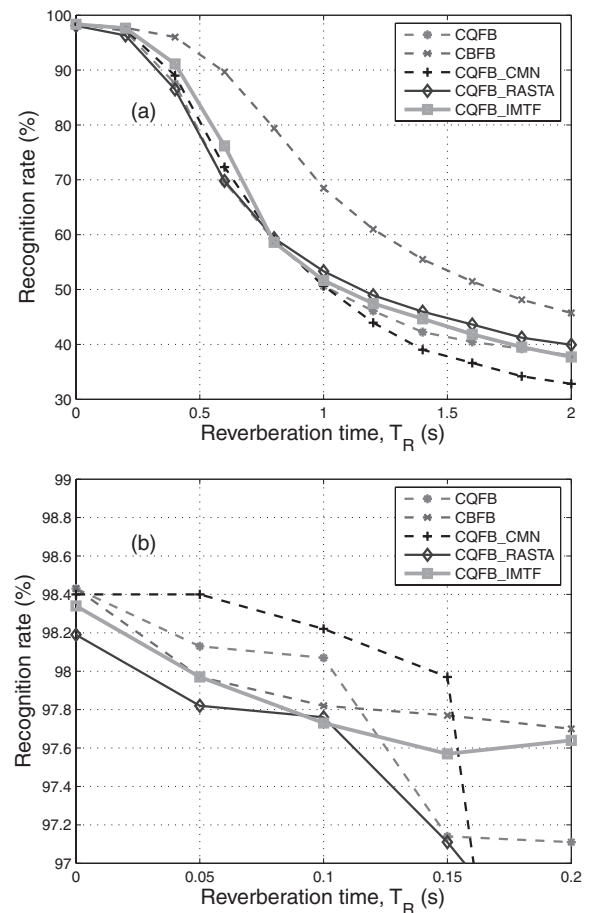 100
90
80
70
60
50
40
30
Recognition rate (%)
(a)
CQFB
CBFB
CQFB_CMN
CQFB_RASTA
CQFB_IMTF
0
0.5
1
1.5
2
Reverberation time, T_R (s)
99
98.8
98.6
98.4
98.2
98
97.8
97.6
97.4
97.2
97
Recognition rate (%)
(b)
CQFB
CBFB
CQFB_CMN
CQFB_RASTA
CQFB_IMTF
0
0.05
0.1
0.15
0.2
Reverberation time, T_R (s)